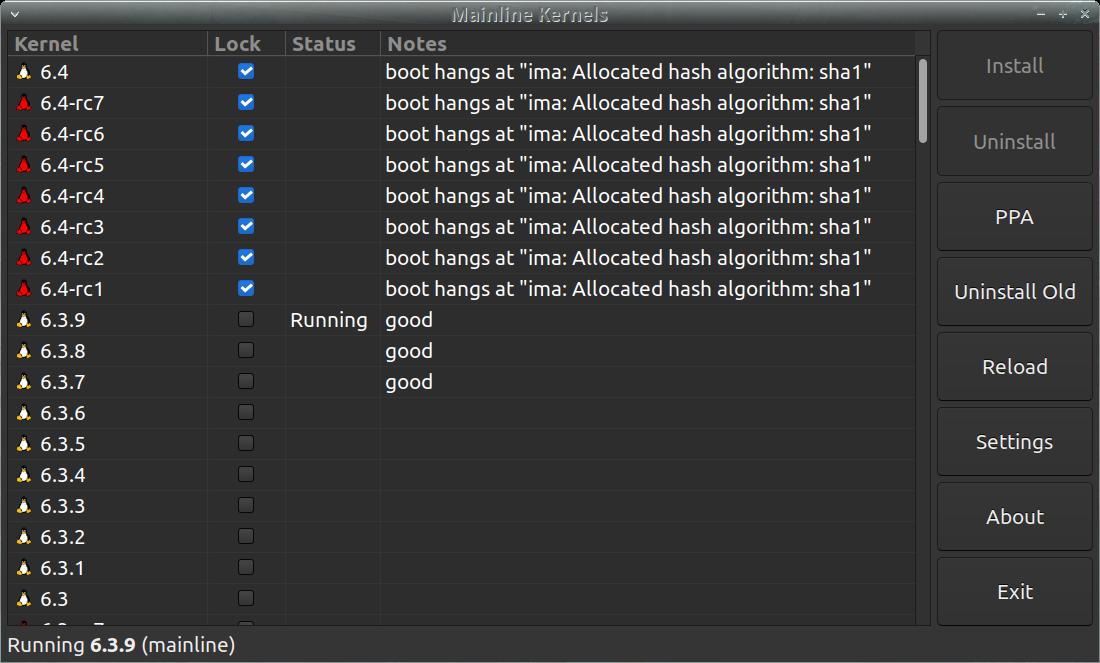 Mainline Kernels
Kernel Lock Status Notes
6.4 boot hangs at "ima: Allocated hash algorithm: sha1"
6.4-rc7 boot hangs at "ima: Allocated hash algorithm: sha1"
6.4-rc6 boot hangs at "ima: Allocated hash algorithm: sha1"
6.4-rc5 boot hangs at "ima: Allocated hash algorithm: sha1"
6.4-rc4 boot hangs at "ima: Allocated hash algorithm: sha1"
6.4-rc3 boot hangs at "ima: Allocated hash algorithm: sha1"
6.4-rc2 boot hangs at "ima: Allocated hash algorithm: sha1"
6.4-rc1 boot hangs at "ima: Allocated hash algorithm: sha1"
6.3.9 Running good
6.3.8 good
6.3.7 good
6.3.6
6.3.5
6.3.4
6.3.3
6.3.2
6.3.1
6.3
Install
Uninstall
PPA
Uninstall Old
Reload
Settings
About
Exit
Running 6.3.9 (mainline)